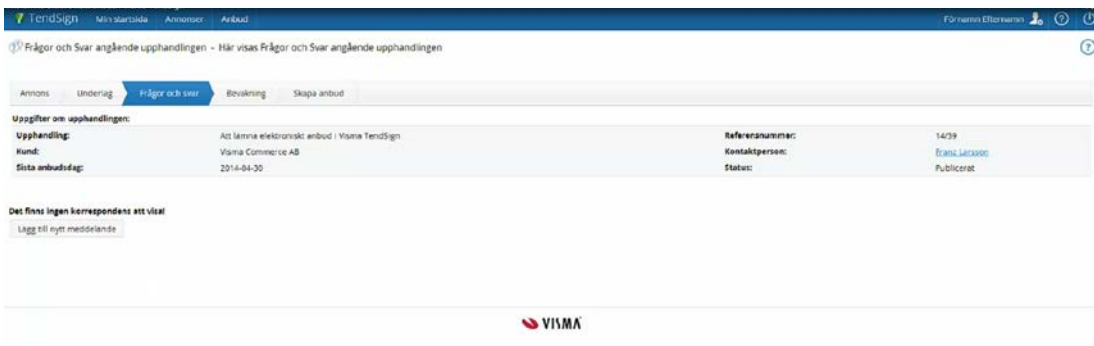 TendSign Min startsida Annonser Anbud Förnamn Efternamn
Frågor och Svar angående upphandlingen - Här visas Frågor och Svar angående upphandlingen
Annons Underlag Frågor och svar Bevakning Skapa anbud
Uppgifter om upphandlingen:
Upphandling: Att lämna elektroniskt anbud i Visma TendSign Referensnummer: 14/39
Kund: Visma Commerce AB Kontaktperson: Franz Larsson
Sista anbudsdag: 2014-04-30 Status: Publicerat
Det finns ingen korrespondens att visa!
Lägg till nytt meddelande
VISMA